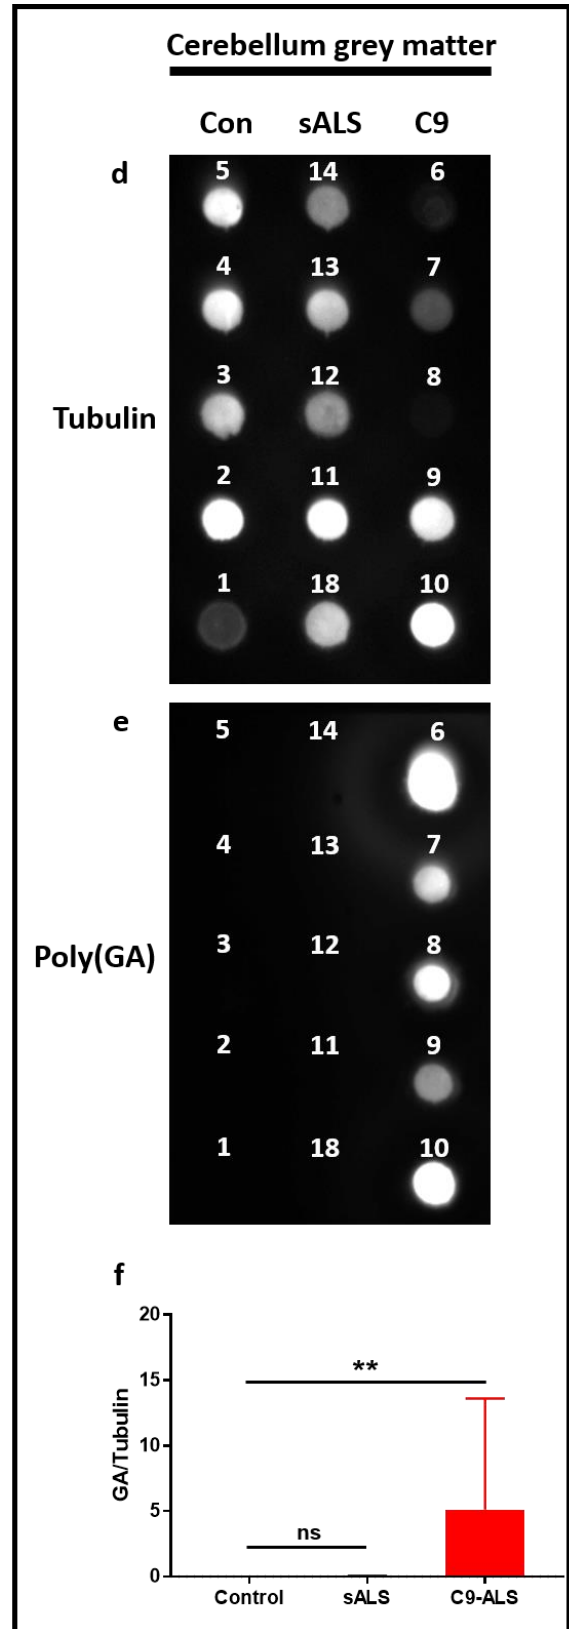 Cerebellum grey matter
Con sALS C9
d
5 14 6
4 13 7
3 12 8
Tubulin
2 11 9
1 18 10
e
5 14 6
4 13 7
3 12 8
Poly(GA)
2 11 9
1 18 10
f
20
15
10
5
0
GA/Tubulin
**
ns
Control sALS C9-ALS